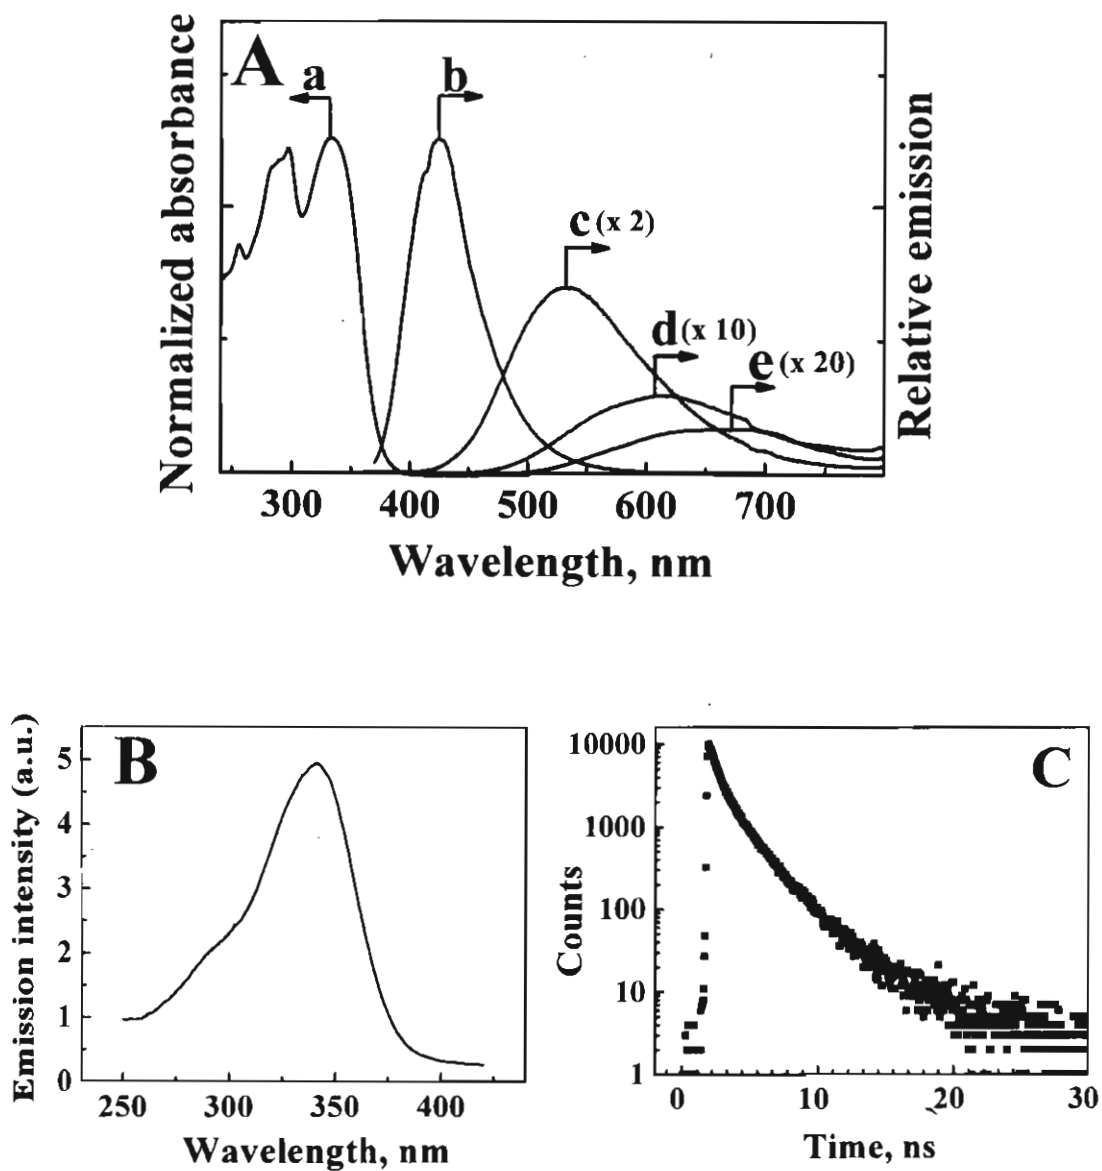 A
a
b
c (x 2)
d (x 10)
e (x 20)
Normalized absorbance
Relative emission
300 400 500 600 700
Wavelength, nm
B
Emission intensity (a.u.)
5
4
3
2
1
0
250 300 350 400
Wavelength, nm
C
Counts
10000
1000
100
10
1
0 10 20 30
Time, ns